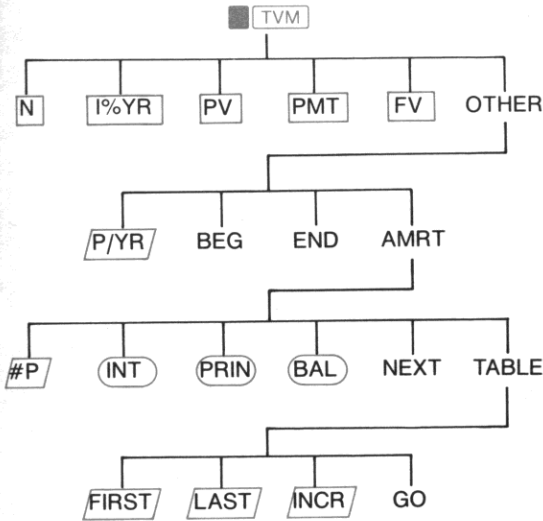 TVM
N I%YR PV PMT FV OTHER
P/YR BEG END AMRT
#P INT PRIN BAL NEXT TABLE
FIRST LAST INCR GO